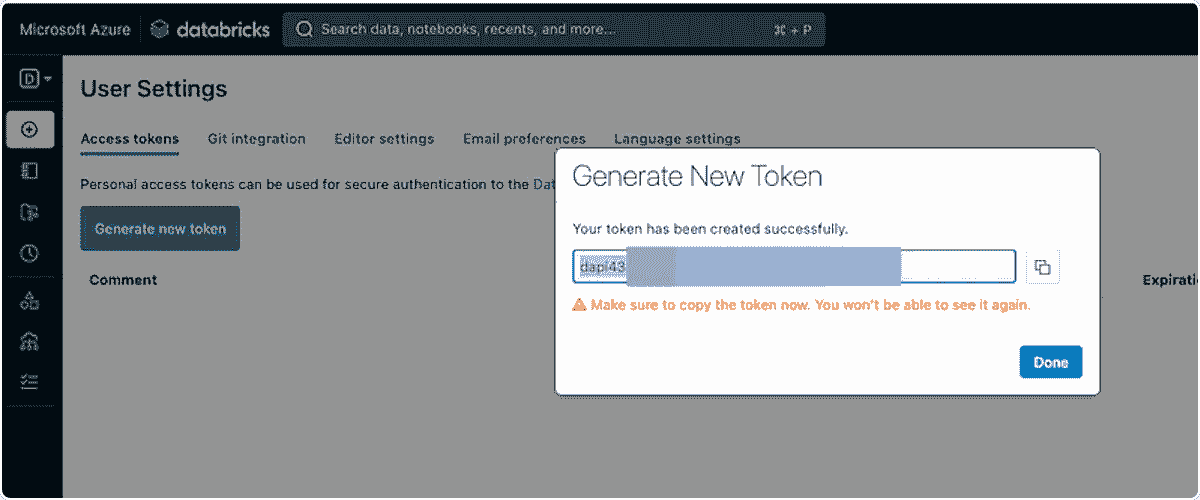 Microsoft Azure databricks Search data, notebooks, recents, and more... ⌘ + P
D
User Settings
Access tokens Git integration Editor settings Email preferences Language settings
Personal access tokens can be used for secure authentication to the Dat
Generate new token
Comment Expiratio
Generate New Token
Your token has been created successfully.
dapi43
Make sure to copy the token now. You won't be able to see it again.
Done